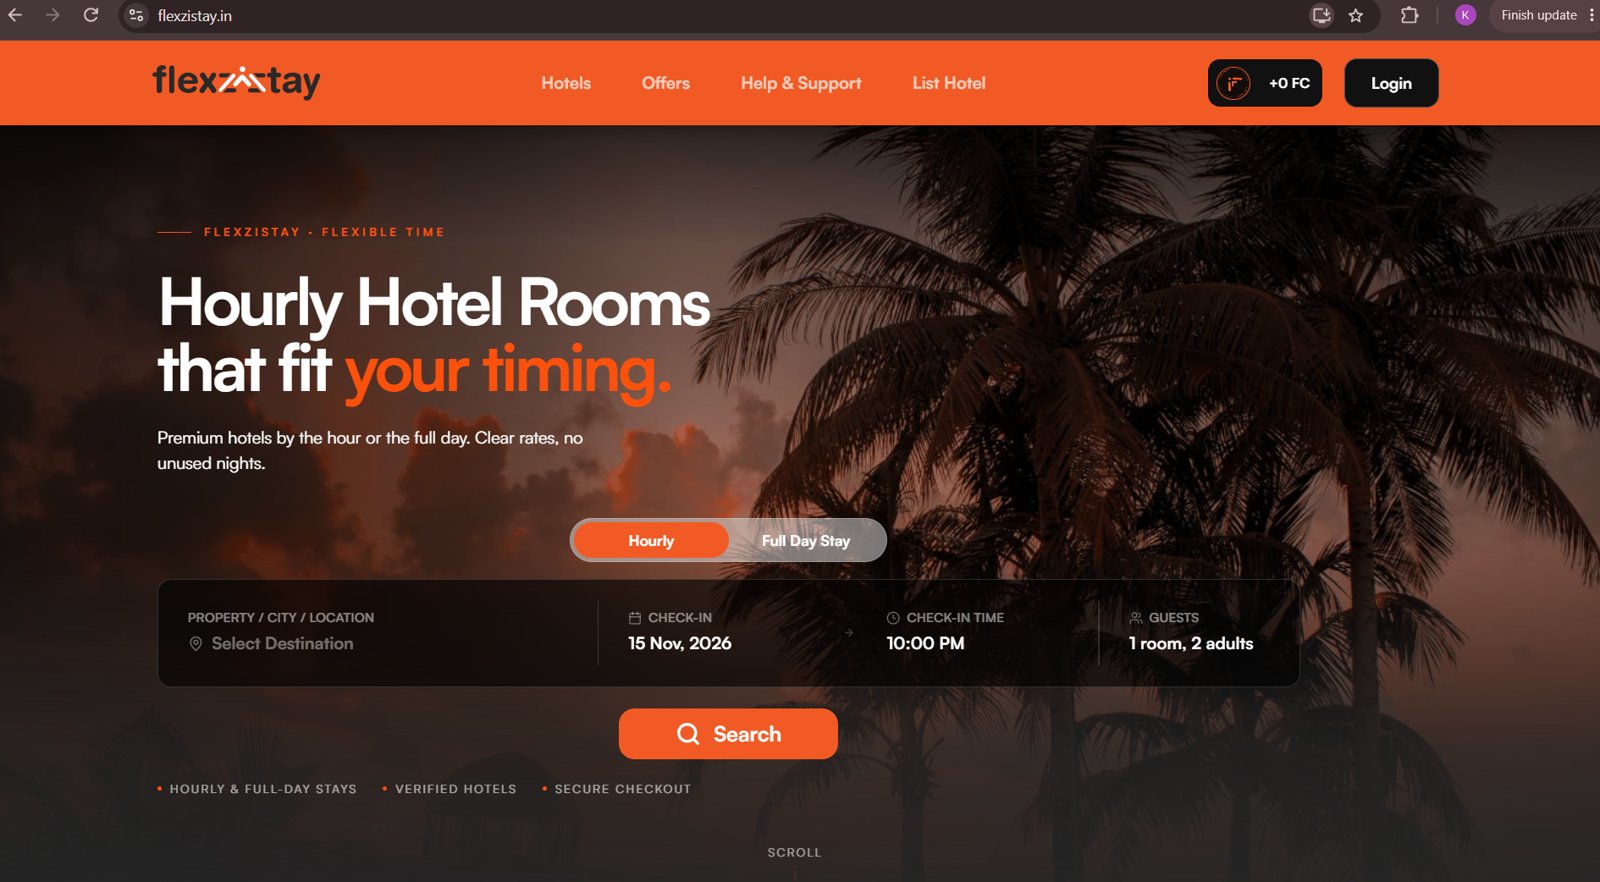 flexzistay.in
Finish update
K
flexzistay
Hotels
Offers
Help & Support
List Hotel
+0 FC
Login
FLEXZISTAY · FLEXIBLE TIME
Hourly Hotel Rooms
that fit your timing.
Premium hotels by the hour or the full day. Clear rates, no
unused nights.
Hourly
Full Day Stay
PROPERTY / CITY / LOCATION
Select Destination
CHECK-IN
15 Nov, 2026
CHECK-IN TIME
10:00 PM
GUESTS
1 room, 2 adults
Search
HOURLY & FULL-DAY STAYS
VERIFIED HOTELS
SECURE CHECKOUT
SCROLL